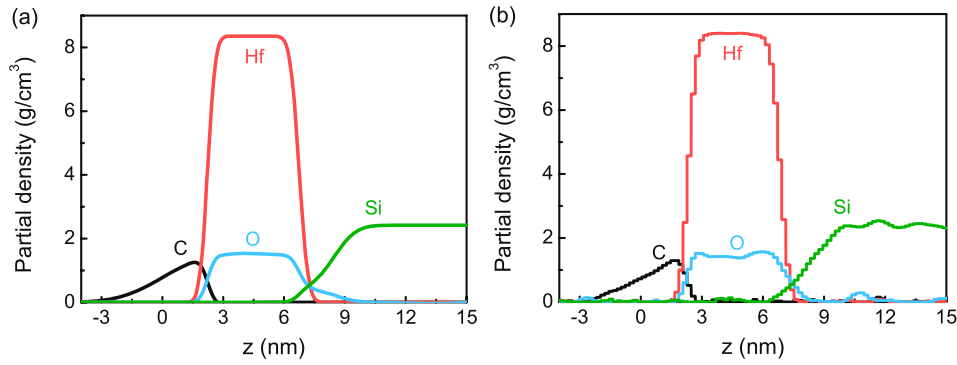 (a)
Partial density (g/cm³)
8
6
4
2
0
Hf
Si
O
C
-3 0 3 6 9 12 15
z (nm)
(b)
Partial density (g/cm³)
8
6
4
2
0
Hf
Si
O
C
-3 0 3 6 9 12 15
z (nm)